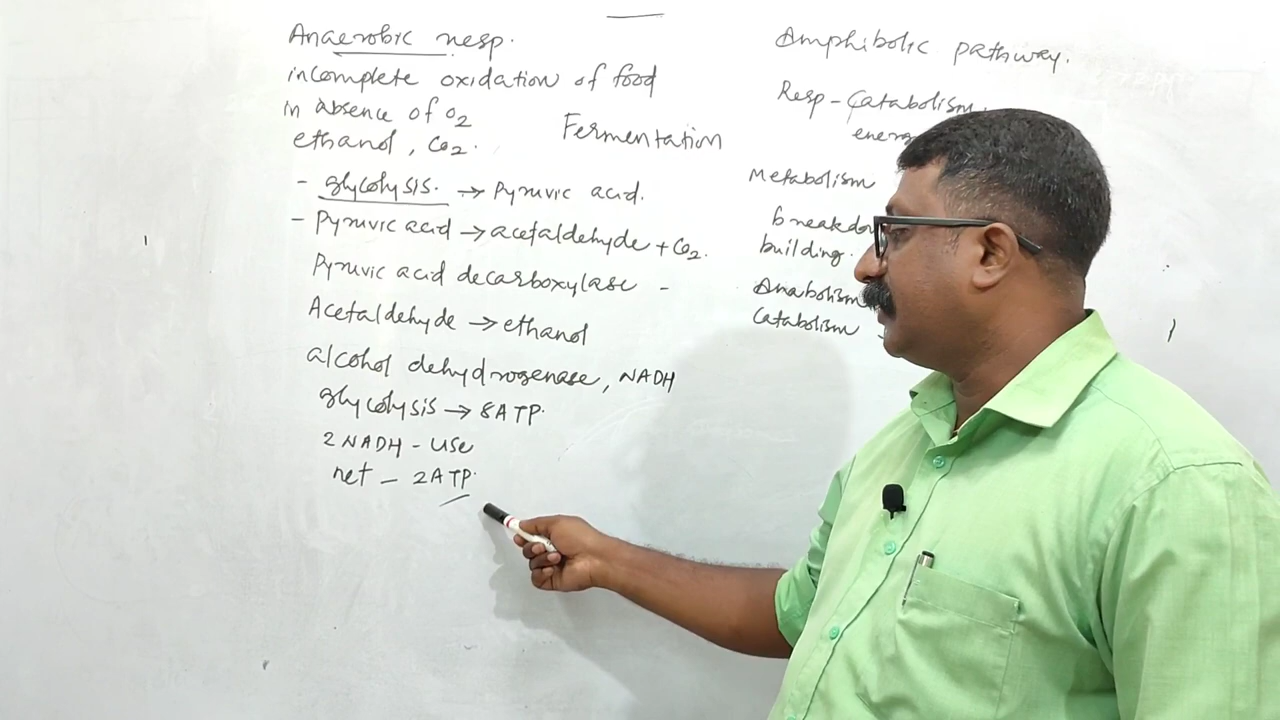 Anaerobic resp.
incomplete oxidation of food
in absence of O2
ethanol, CO2.
Fermentation
- glycolysis. → Pyruvic acid.
- Pyruvic acid → acetaldehyde + CO2.
Pyruvic acid decarboxylase -
Acetaldehyde → ethanol
alcohol dehydrogenase, NADH
glycolysis → 8ATP.
2 NADH - use
net - 2ATP.
Amphibolic pathway.
Resp - Catabolism.
Metabolism
building.
Anabolism
Catabolism -